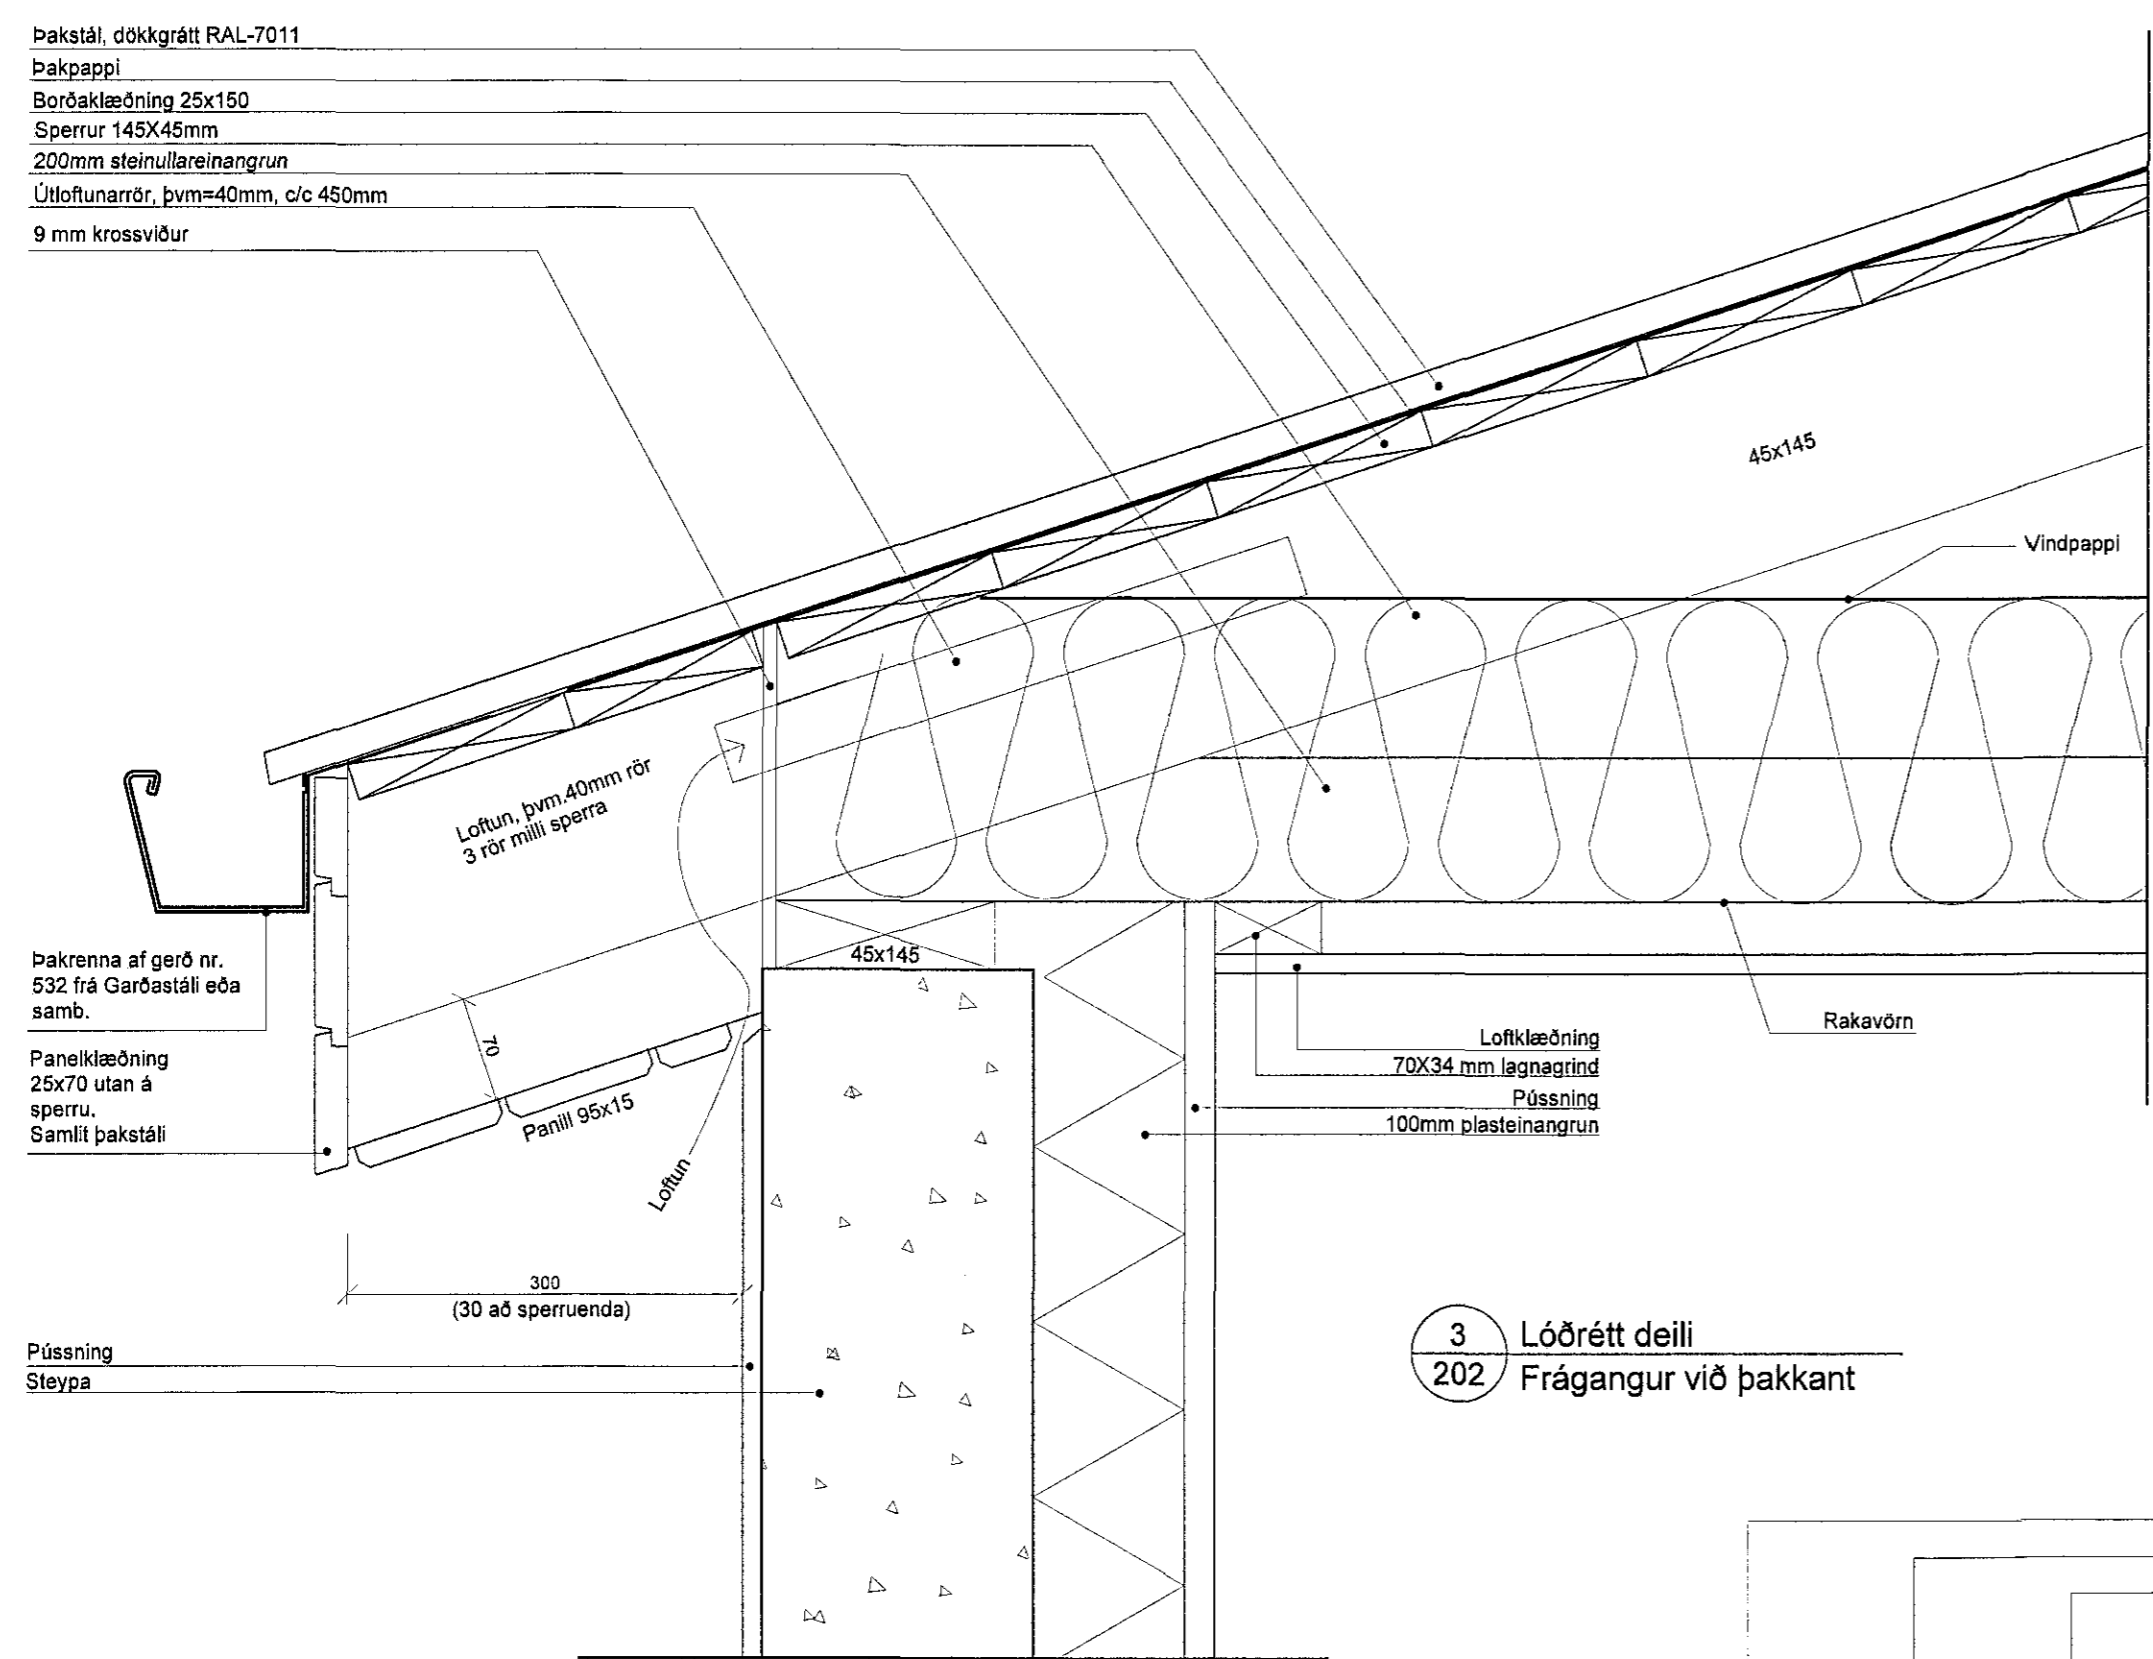 Þakstál, dökkgrátt RAL-7011
Þakpappi
Borðaklæðning 25x150
Sperrur 145X45mm
200mm steinullareinangrun
Útloftunarrör, þvm=40mm, c/c 450mm
9 mm krossviður
45x145
Vindpappi
Loftun, þvm.40mm rör
3 rör milli sperra
Þakrenna af gerð nr.
532 frá Garðastáli eða
samb.
45x145
Rakavörn
Loftklæðning
70X34 mm lagnagrind
Pússning
100mm plasteinangrun
Panelklæðning
25x70 utan á
sperru.
Samlit þakstáli
70
Panill 95x15
Loftun
300
(30 að sperruenda)
Pússning
Steypa
3
202
Lóðrétt deili
Frágangur við þakkant